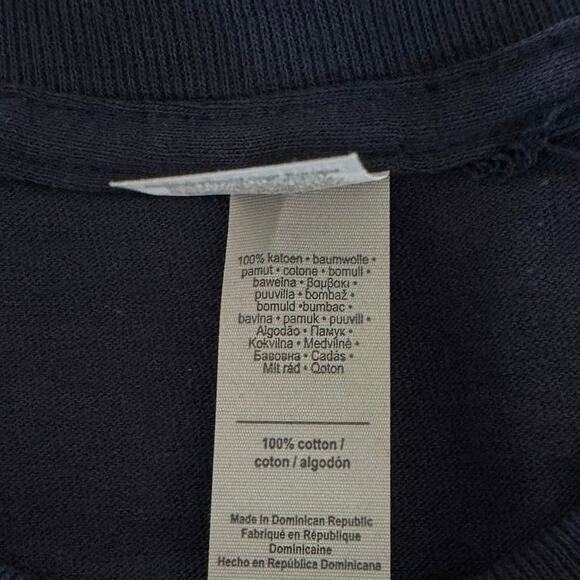 100% katoen • baumwolle •
pamut • cotone • bomull •
bawełna • βαμβακι •
puuvilla • bombaž •
bomuld •bumbac •
bavlna • pamuk • puuvill •
Algodão • Памук •
Kokvilna • Medvilnė •
Бавовна • Cadás •
Mit rád • Qoton
100% cotton /
coton / algodón
Made in Dominican Republic
Fabriqué en République
Dominicaine
Hecho en República Dominicana